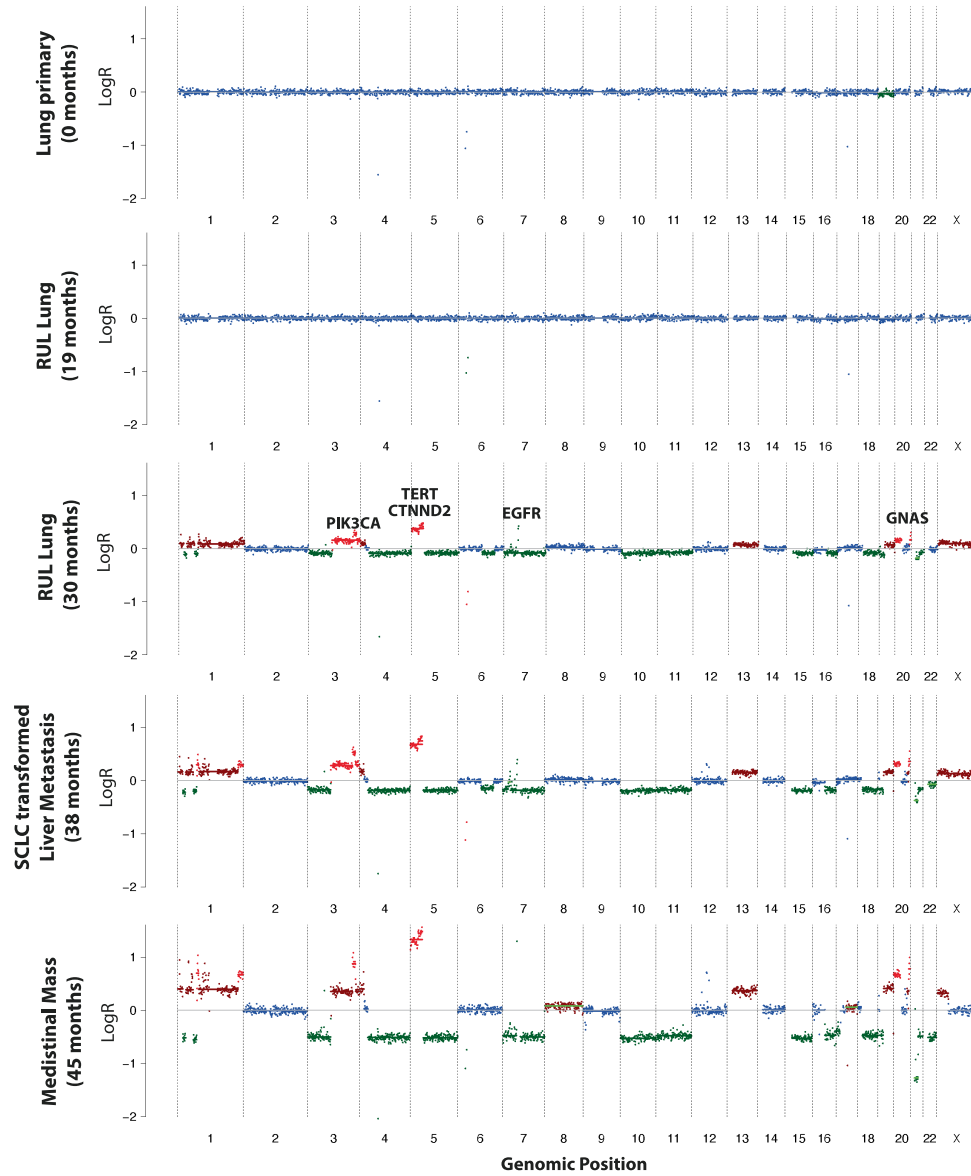 Lung primary
(0 months)
LogR
1
0
−1
−2
1 2 3 4 5 6 7 8 9 10 11 12 13 14 15 16 18 20 22 X
RUL Lung
(19 months)
LogR
1
0
−1
−2
1 2 3 4 5 6 7 8 9 10 11 12 13 14 15 16 18 20 22 X
RUL Lung
(30 months)
LogR
1
0
−1
−2
PIK3CA
TERT
CTNND2
EGFR
GNAS
1 2 3 4 5 6 7 8 9 10 11 12 13 14 15 16 18 20 22 X
SCLC transformed
Liver Metastasis
(38 months)
LogR
1
0
−1
−2
1 2 3 4 5 6 7 8 9 10 11 12 13 14 15 16 18 20 22 X
Medistinal Mass
(45 months)
LogR
1
0
−1
−2
1 2 3 4 5 6 7 8 9 10 11 12 13 14 15 16 18 20 22 X
Genomic Position